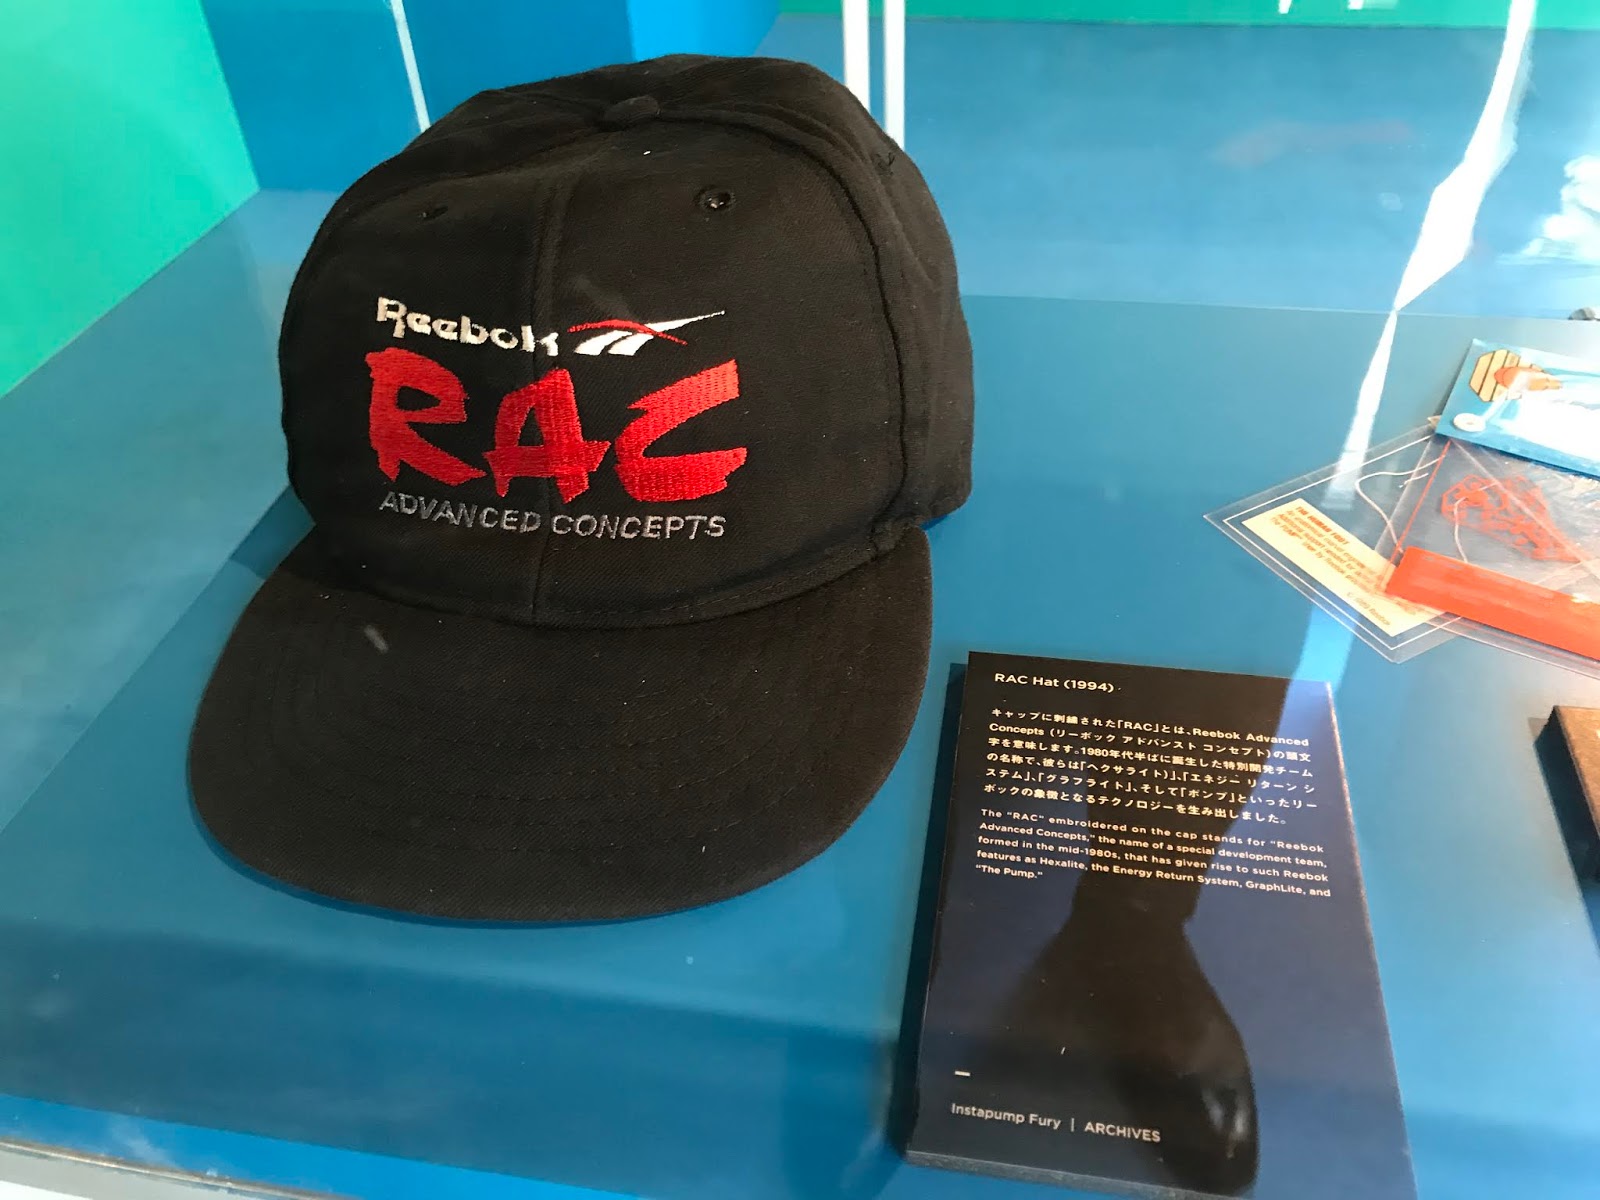 Reebok
RAC
ADVANCED CONCEPTS
RAC Hat (1994)
キャップに刺繍された「RAC」とは、Reebok Advanced
Concepts (リーボック アドバンスト コンセプト) の頭文
字を意味します。1980年代半ばに誕生した特別開発チーム
の名称で、彼らは「ヘクサライト)」、「エネジー リターン シ
ステム」、「グラフライト」、そして「ポンプ」といったリー
ボックの象徴となるテクノロジーを生み出しました。
The "RAC" embroidered on the cap stands for "Reebok
Advanced Concepts," the name of a special development team,
formed in the mid-1980s, that has given rise to such Reebok
features as Hexalite, the Energy Return System, GraphLite, and
"The Pump."
Instapump Fury | ARCHIVES
THE HUMAN FOOT